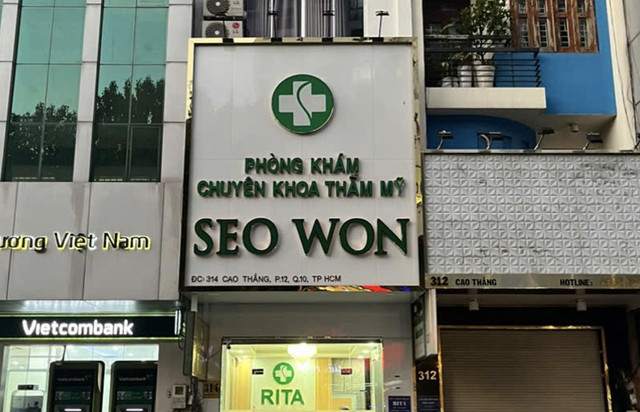 PHÒNG KHÁM
CHUYÊN KHOA THẨM MỸ
SEO WON
ĐC: 314 CAO THẮNG, P.12, Q.10, TP HCM
ương Việt Nam
Vietcombank
312 CAO THẮNG HOTLINE:
RITA
312